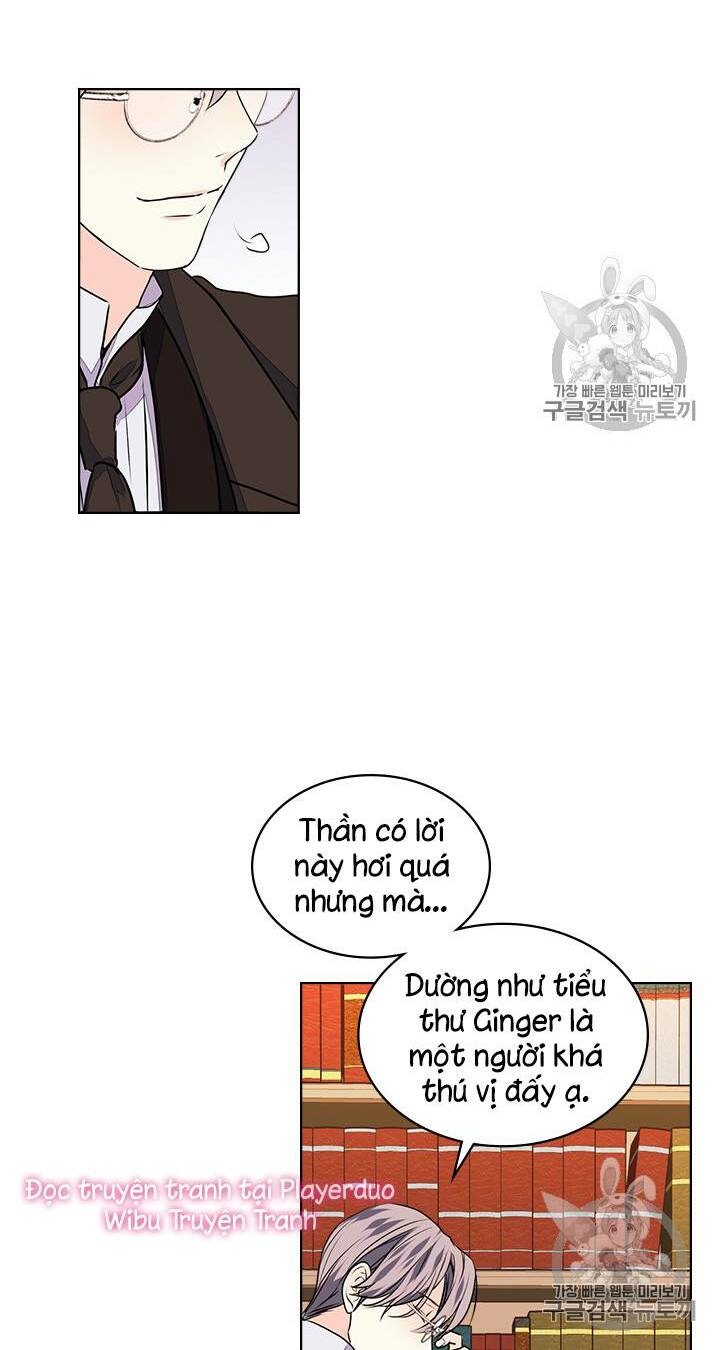 가장 빠른 웹툰 미리보기
구글검색 뉴토끼
Thần có lời
này hơi quá
nhưng mà...
Dường như tiểu
thư Ginger là
một người khá
thú vị đấy ạ.
Đọc truyện tranh tại Playerduo
Wibu Truyện Tranh
가장 빠른 웹툰 미리보기
구글검색 뉴토끼